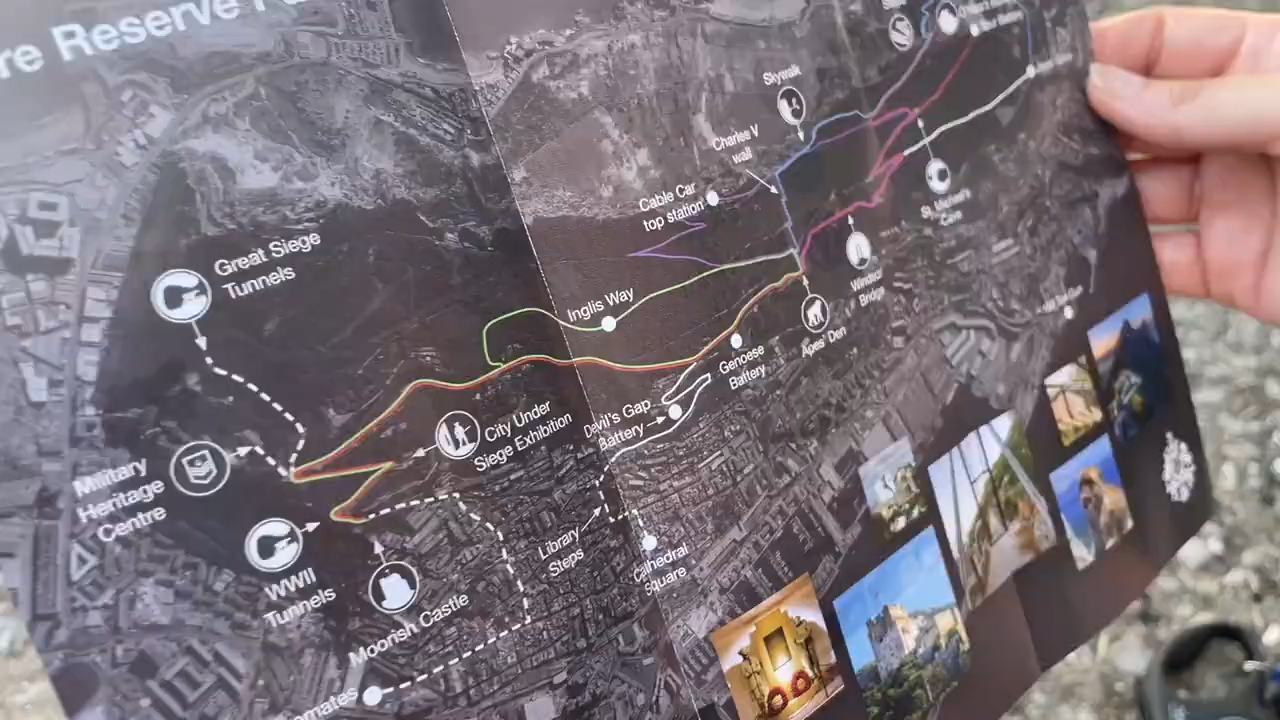 re Reserve
Skywalk
Charles V
wall
Cable Car
top station
St. Michael's
Cave
Great Siege
Tunnels
Inglis Way
Windsor
Bridge
Apes' Den
Genoese
Battery
City Under
Siege Exhibition
Devil's Gap
Battery
Military
Heritage
Centre
WWII
Tunnels
Library
Steps
Cathedral
Square
Moorish Castle
emates